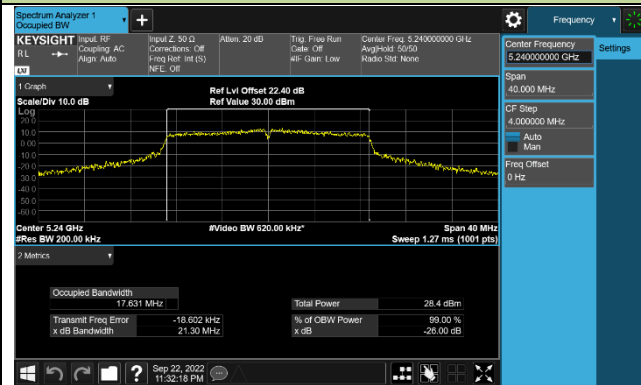 Spectrum Analyzer 1
Occupied BW
Frequency
KEYSIGHT
RL
LXI
Input: RF
Coupling: AC
Align: Auto
Input Z: 50 Ω
Corrections: Off
Freq Ref: Int (S)
NFE: Off
Atten: 20 dB
Trig: Free Run
Gate: Off
#IF Gain: Low
Center Freq: 5.240000000 GHz
Avg|Hold: 50/50
Radio Std: None
Center Frequency
5.240000000 GHz
Settings
Span
40.000 MHz
CF Step
4.000000 MHz
Auto
Man
Freq Offset
0 Hz
1 Graph
Scale/Div 10.0 dB
Ref Lvl Offset 22.40 dB
Ref Value 30.00 dBm
Log
20.0
10.0
0.00
-10.0
-20.0
-30.0
-40.0
-50.0
-60.0
Center 5.24 GHz
#Video BW 620.00 kHz*
Span 40 MHz
#Res BW 200.00 kHz
Sweep 1.27 ms (1001 pts)
2 Metrics
Occupied Bandwidth
17.631 MHz
Total Power
28.4 dBm
Transmit Freq Error
-18.602 kHz
% of OBW Power
99.00 %
x dB Bandwidth
21.30 MHz
x dB
-26.00 dB
?
Sep 22, 2022
11:32:18 PM